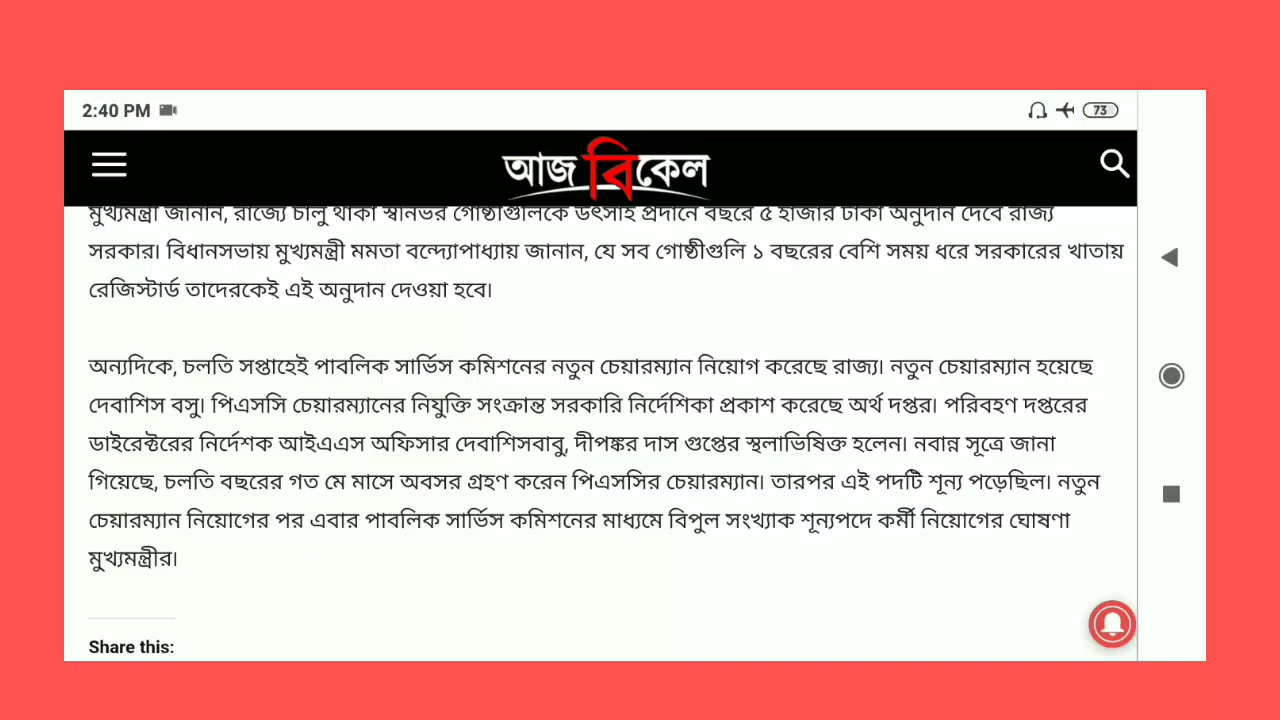 2:40 PM
73
আজ বিকেল
মুখ্যমন্ত্রী জানান, রাজ্যে চালু থাকা স্বনির্ভর গোষ্ঠীগুলিকে উৎসাহ প্রদানে বছরে ৫ হাজার টাকা অনুদান দেবে রাজ্য
সরকার। বিধানসভায় মুখ্যমন্ত্রী মমতা বন্দ্যোপাধ্যায় জানান, যে সব গোষ্ঠীগুলি ১ বছরের বেশি সময় ধরে সরকারের খাতায়
রেজিস্টার্ড তাদেরকেই এই অনুদান দেওয়া হবে।
অন্যদিকে, চলতি সপ্তাহেই পাবলিক সার্ভিস কমিশনের নতুন চেয়ারম্যান নিয়োগ করেছে রাজ্য। নতুন চেয়ারম্যান হয়েছে
দেবাশিস বসু। পিএসসি চেয়ারম্যানের নিযুক্তি সংক্রান্ত সরকারি নির্দেশিকা প্রকাশ করেছে অর্থ দপ্তর। পরিবহণ দপ্তরের
ডাইরেক্টরের নির্দেশক আইএএস অফিসার দেবাশিসবাবু, দীপঙ্কর দাস গুপ্তের স্থলাভিষিক্ত হলেন। নবান্ন সূত্রে জানা
গিয়েছে, চলতি বছরের গত মে মাসে অবসর গ্রহণ করেন পিএসসির চেয়ারম্যান। তারপর এই পদটি শূন্য পড়েছিল। নতুন
চেয়ারম্যান নিয়োগের পর এবার পাবলিক সার্ভিস কমিশনের মাধ্যমে বিপুল সংখ্যাক শূন্যপদে কর্মী নিয়োগের ঘোষণা
মুখ্যমন্ত্রীর।
Share this: